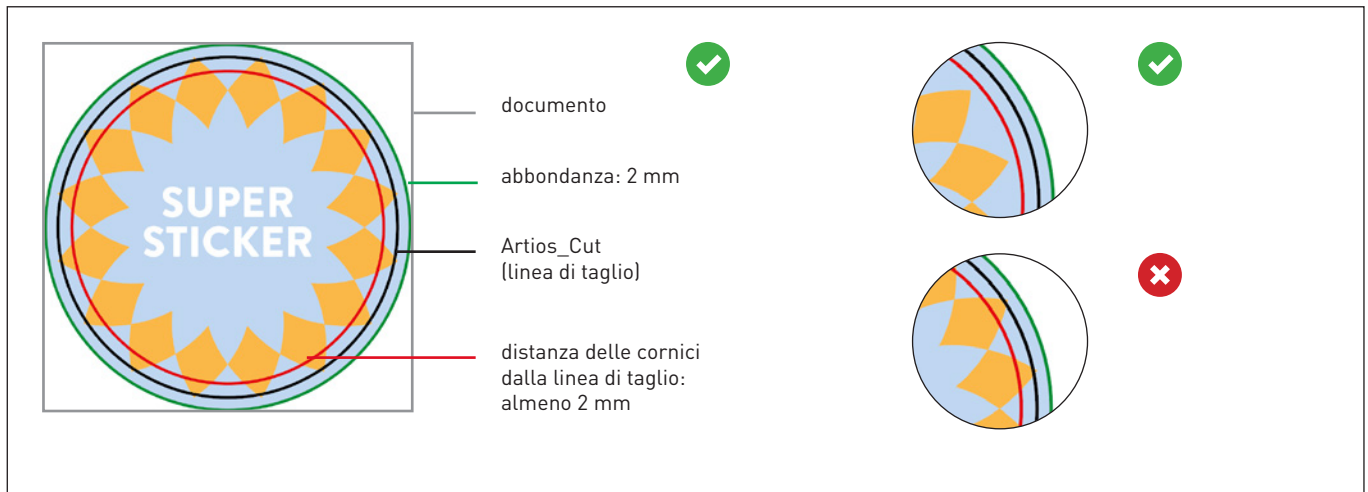 SUPER
STICKER
documento
abbondanza: 2 mm
Artios_Cut
(linea di taglio)
distanza delle cornici
dalla linea di taglio:
almeno 2 mm